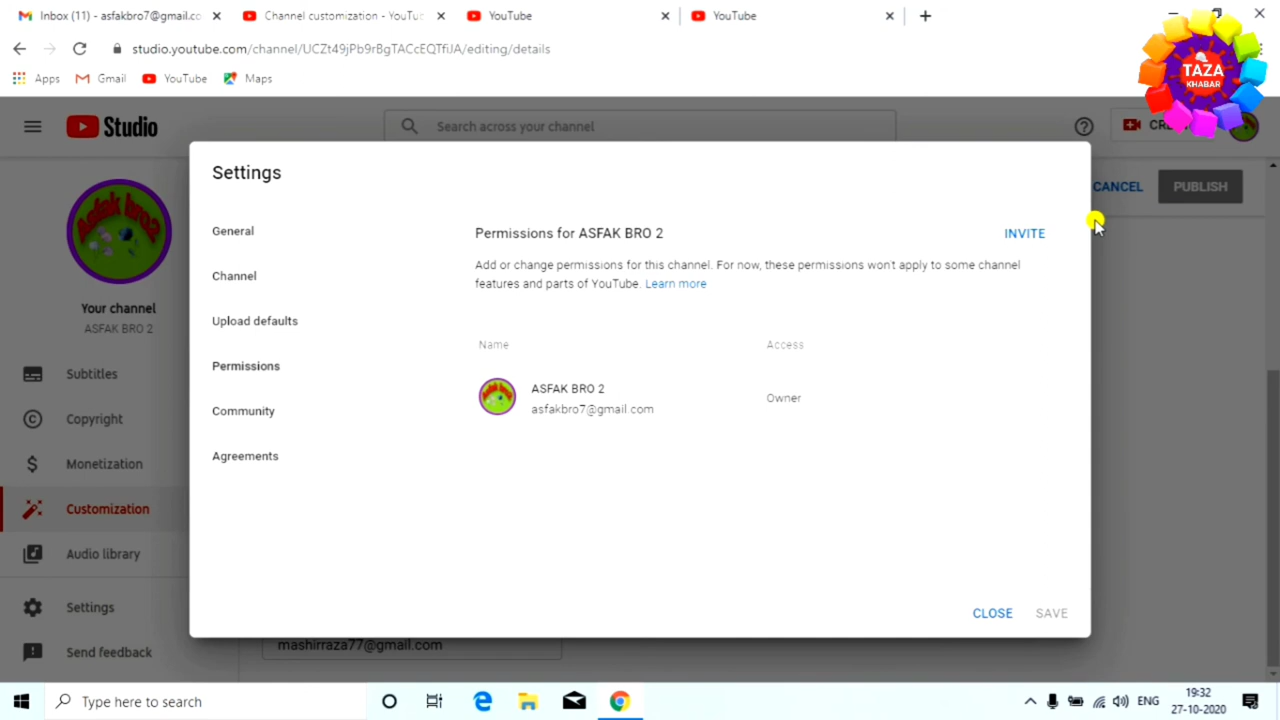 Inbox (11) - asfakbro7@gmail.co
Channel customization - YouTu
YouTube
YouTube
studio.youtube.com/channel/UCZt49jPb9rBgTACcEQTfiJA/editing/details
Apps
Gmail
YouTube
Maps
TAZA
KHABAR
Studio
Search across your channel
CRE
Asfak bro2
CANCEL
PUBLISH
Your channel
ASFAK BRO 2
Subtitles
Copyright
Monetization
Customization
Audio library
Settings
Send feedback
Settings
General
Channel
Upload defaults
Permissions
Community
Agreements
Permissions for ASFAK BRO 2
INVITE
Add or change permissions for this channel. For now, these permissions won't apply to some channel
features and parts of YouTube. Learn more
Name
Access
ASFAK BRO 2
asfakbro7@gmail.com
Owner
CLOSE
SAVE
mashirraza77@gmail.com
Type here to search
ENG
19:32
27-10-2020